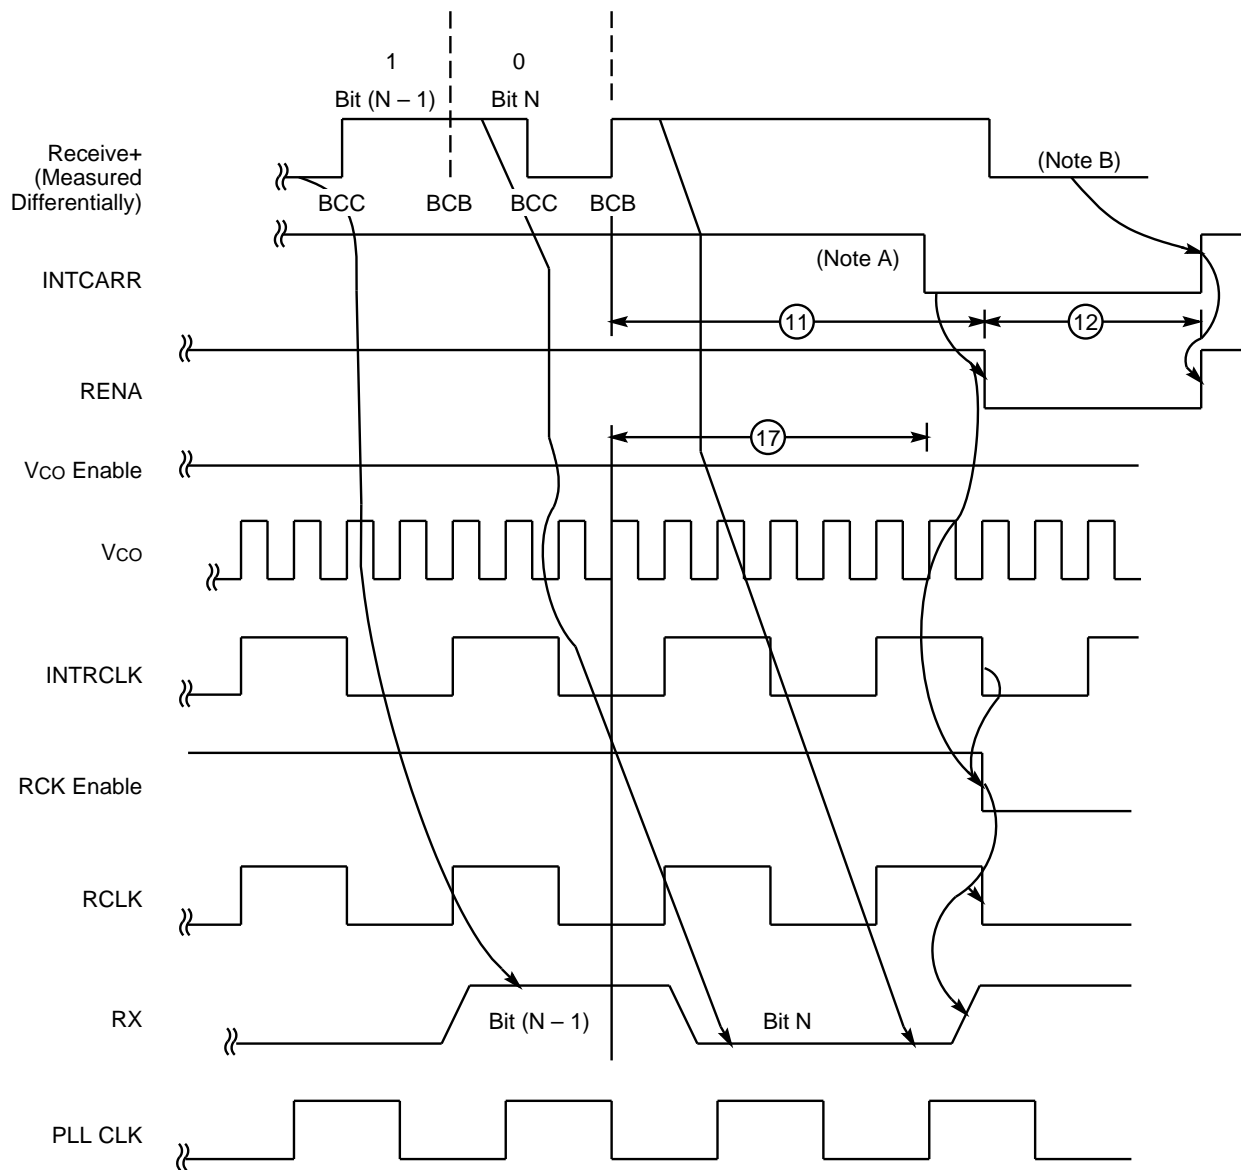 1 0
Bit (N – 1) Bit N
Receive+
(Measured
Differentially)
(Note B)
BCC BCB BCC BCB
INTCARR
(Note A)
11 12
RENA
17
VCO Enable
VCO
INTRCLK
RCK Enable
RCLK
RX
Bit (N – 1) Bit N
PLL CLK